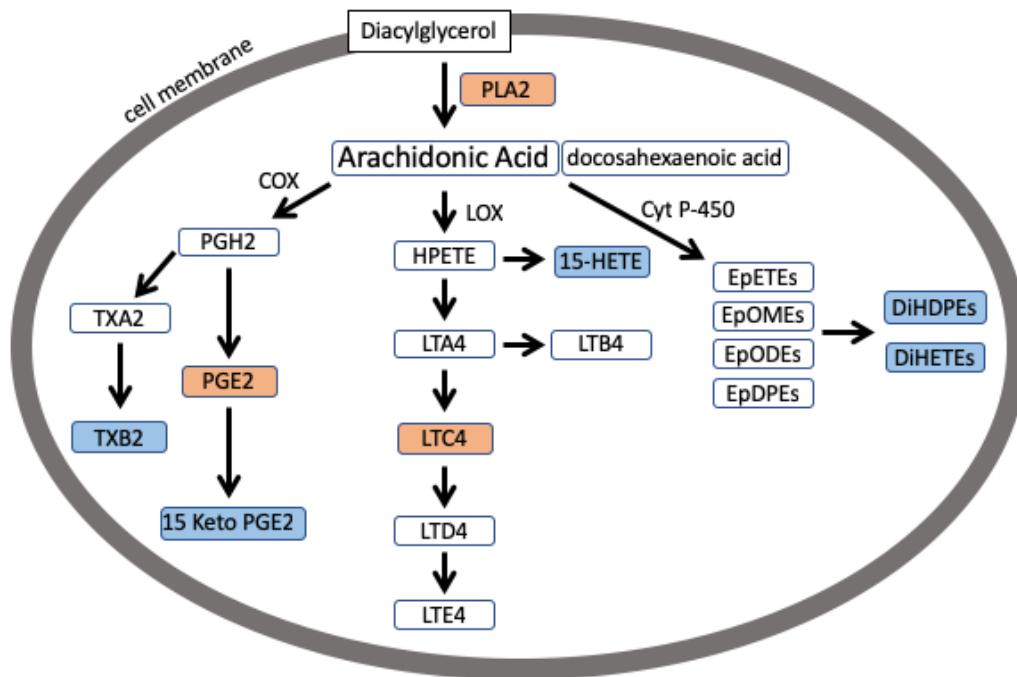 Diacylglycerol
cell membrane
PLA2
Arachidonic Acid
docosahexaenoic acid
COX
LOX
Cyt P-450
PGH2
HPETE
15-HETE
EpETEs
TXA2
LTA4
LTB4
EpOMEs
DiHDPEs
EpODEs
DiHETEs
PGE2
EpDPEs
TXB2
LTC4
15 Keto PGE2
LTD4
LTE4